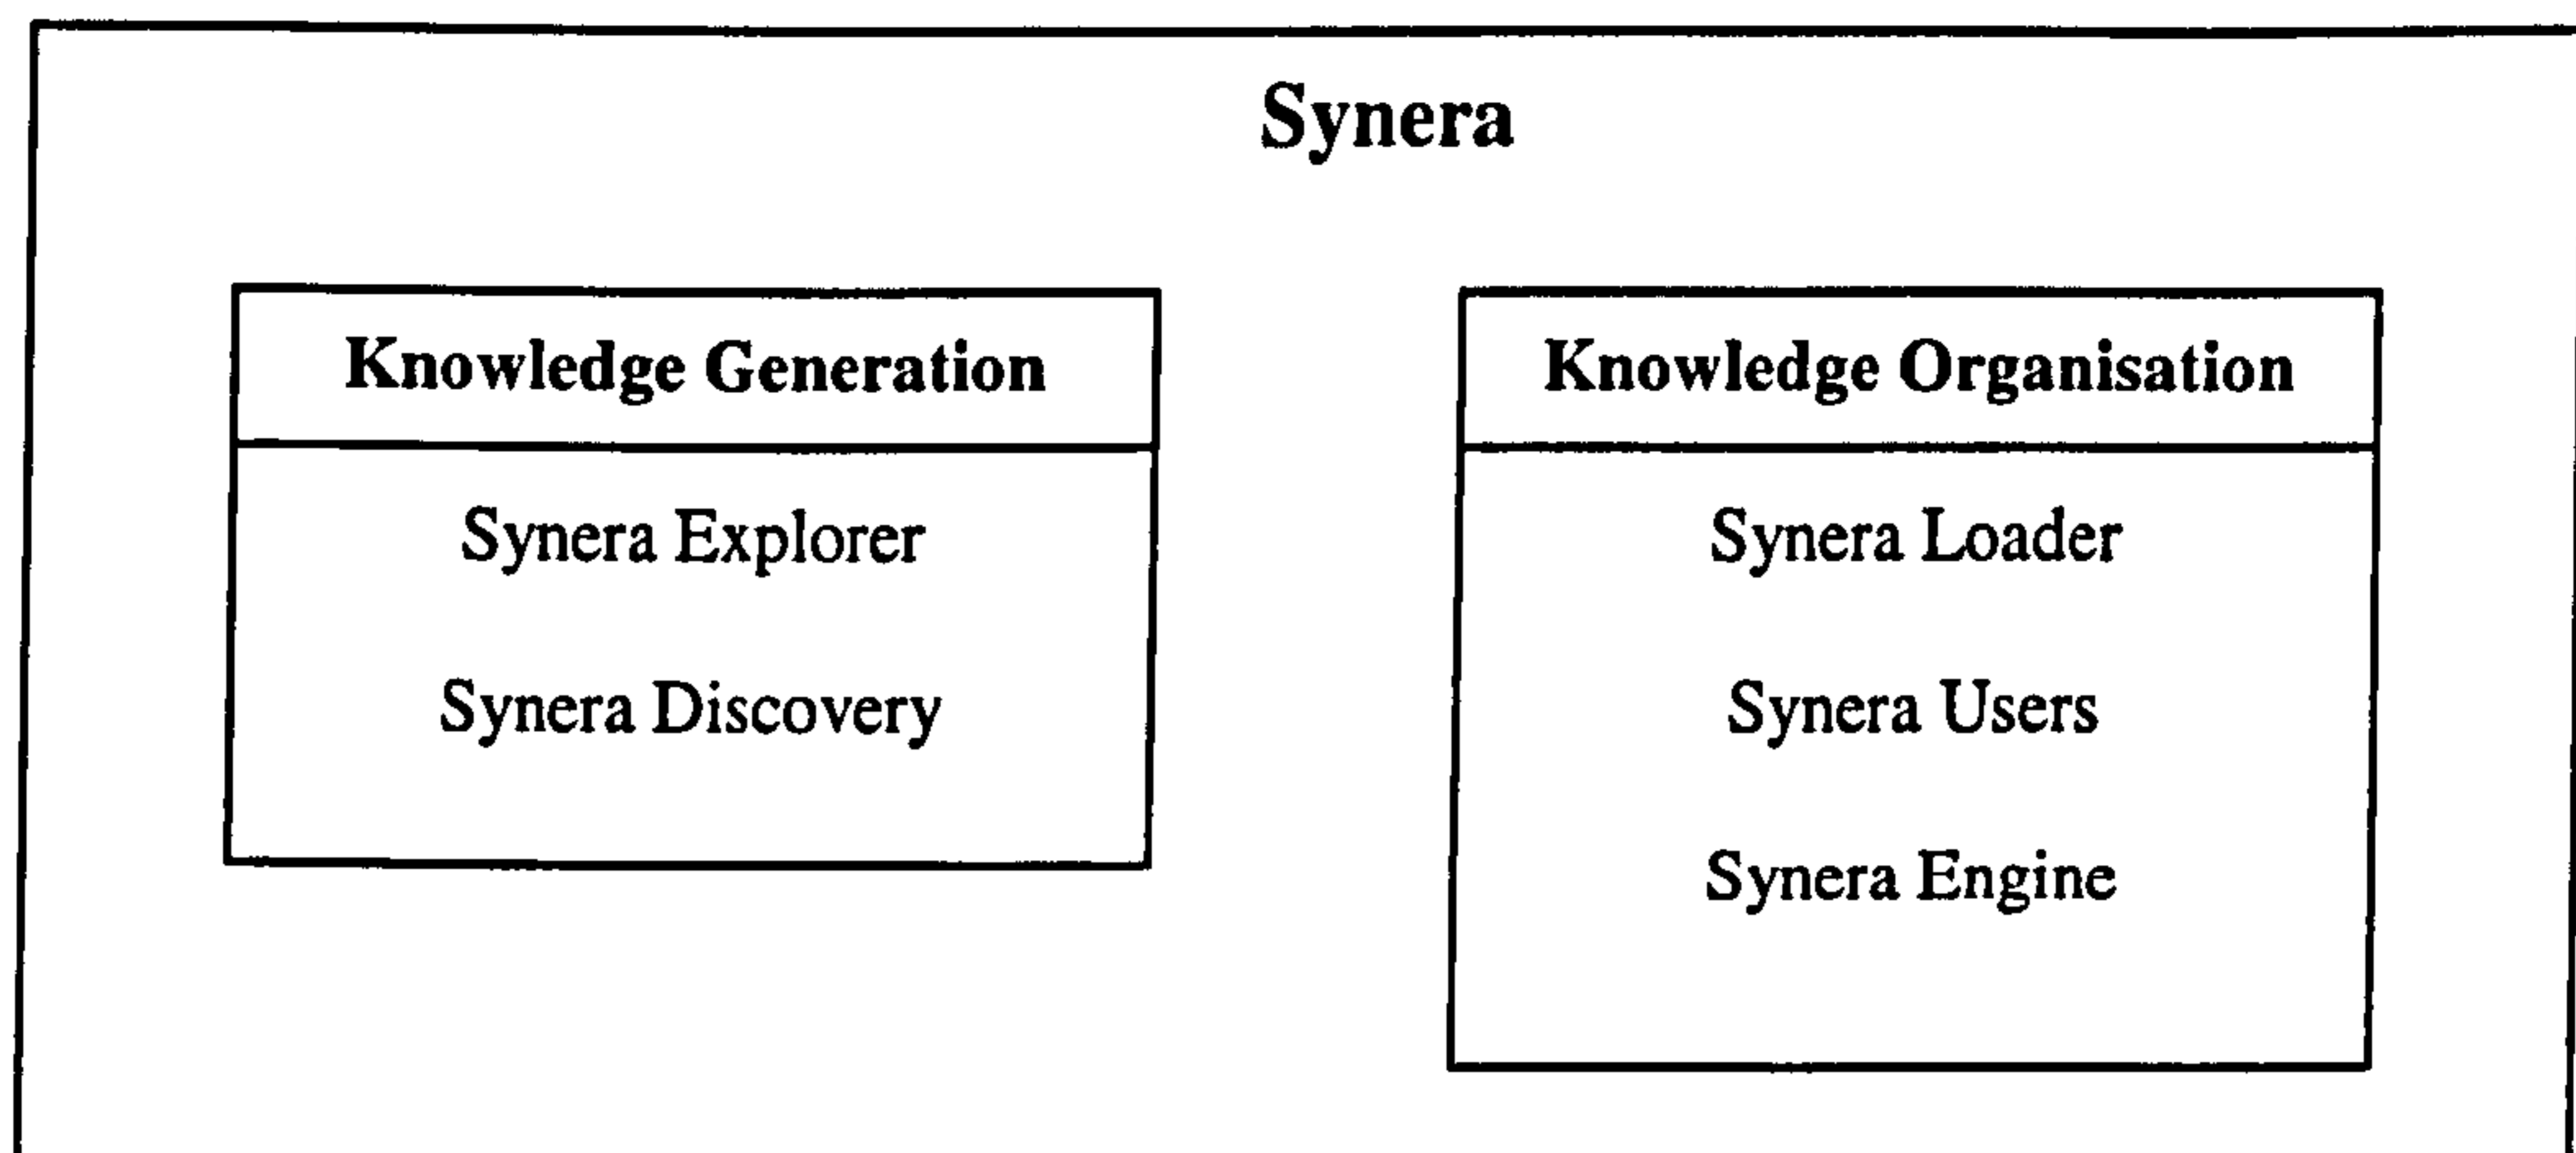 Synera
Knowledge Generation
Synera Explorer
Synera Discovery
Knowledge Organisation
Synera Loader
Synera Users
Synera Engine